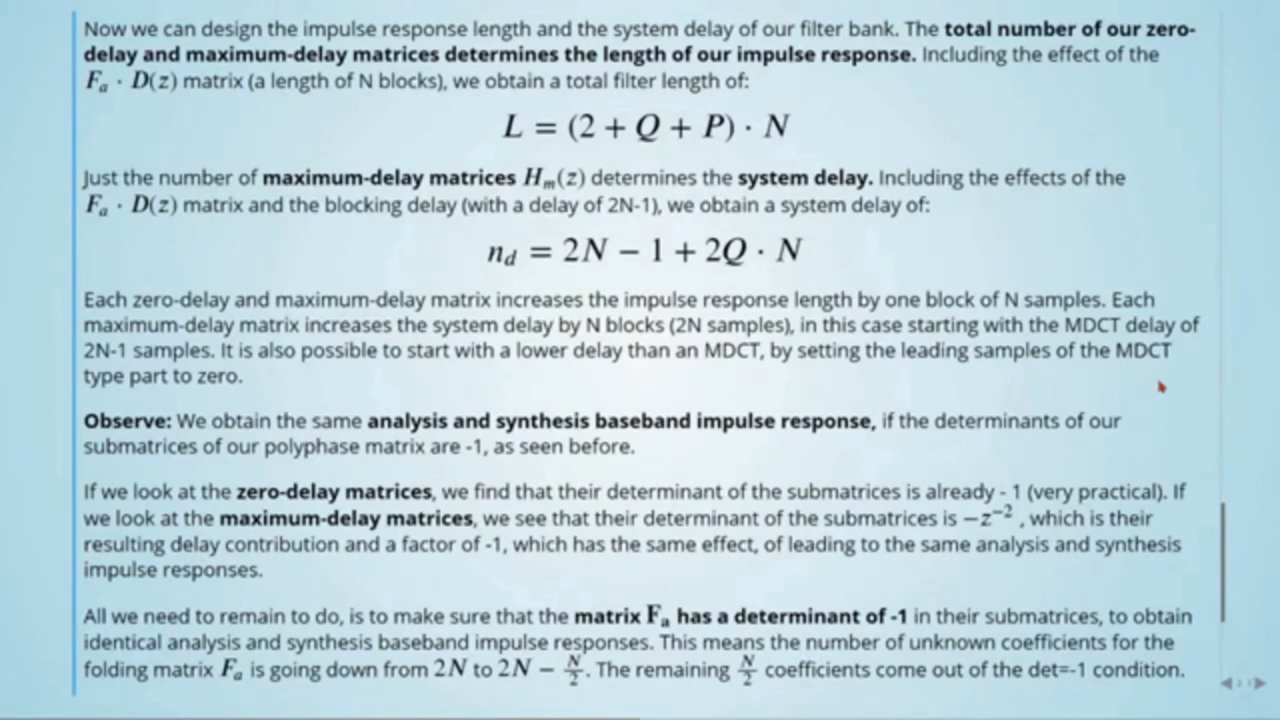 Now we can design the impulse response length and the system delay of our filter bank. The total number of our zero-
delay and maximum-delay matrices determines the length of our impulse response. Including the effect of the
F_a · D(z) matrix (a length of N blocks), we obtain a total filter length of:
L = (2 + Q + P) · N
Just the number of maximum-delay matrices H_m(z) determines the system delay. Including the effects of the
F_a · D(z) matrix and the blocking delay (with a delay of 2N-1), we obtain a system delay of:
n_d = 2N − 1 + 2Q · N
Each zero-delay and maximum-delay matrix increases the impulse response length by one block of N samples. Each
maximum-delay matrix increases the system delay by N blocks (2N samples), in this case starting with the MDCT delay of
2N-1 samples. It is also possible to start with a lower delay than an MDCT, by setting the leading samples of the MDCT
type part to zero.
Observe: We obtain the same analysis and synthesis baseband impulse response, if the determinants of our
submatrices of our polyphase matrix are -1, as seen before.
If we look at the zero-delay matrices, we find that their determinant of the submatrices is already - 1 (very practical). If
we look at the maximum-delay matrices, we see that their determinant of the submatrices is −z^−2 , which is their
resulting delay contribution and a factor of -1, which has the same effect, of leading to the same analysis and synthesis
impulse responses.
All we need to remain to do, is to make sure that the matrix F_a has a determinant of -1 in their submatrices, to obtain
identical analysis and synthesis baseband impulse responses. This means the number of unknown coefficients for the
folding matrix F_a is going down from 2N to 2N − N/2. The remaining N/2 coefficients come out of the det=-1 condition.